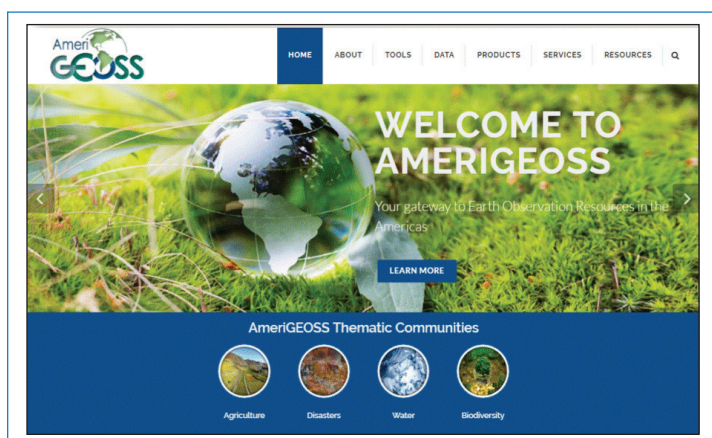 Ameri
GEOSS
HOME ABOUT TOOLS DATA PRODUCTS SERVICES RESOURCES
WELCOME TO
AMERIGEOSS
Your gateway to Earth Observation Resources in the
Americas
LEARN MORE
AmeriGEOSS Thematic Communities
Agriculture Disasters Water Biodiversity